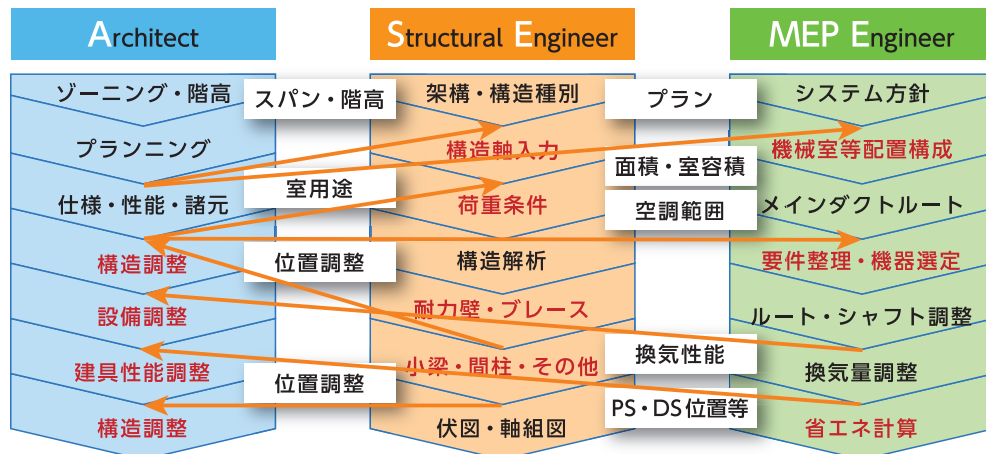 Architect
Structural Engineer
MEP Engineer
ゾーニング・階高
スパン・階高
架構・構造種別
プラン
システム方針
プランニング
構造軸入力
機械室等配置構成
面積・室容積
室用途
仕様・性能・諸元
荷重条件
空調範囲
メインダクトルート
構造調整
位置調整
構造解析
要件整理・機器選定
設備調整
耐力壁・ブレース
ルート・シャフト調整
換気性能
建具性能調整
位置調整
小梁・間柱・その他
換気量調整
PS・DS位置等
構造調整
伏図・軸組図
省エネ計算